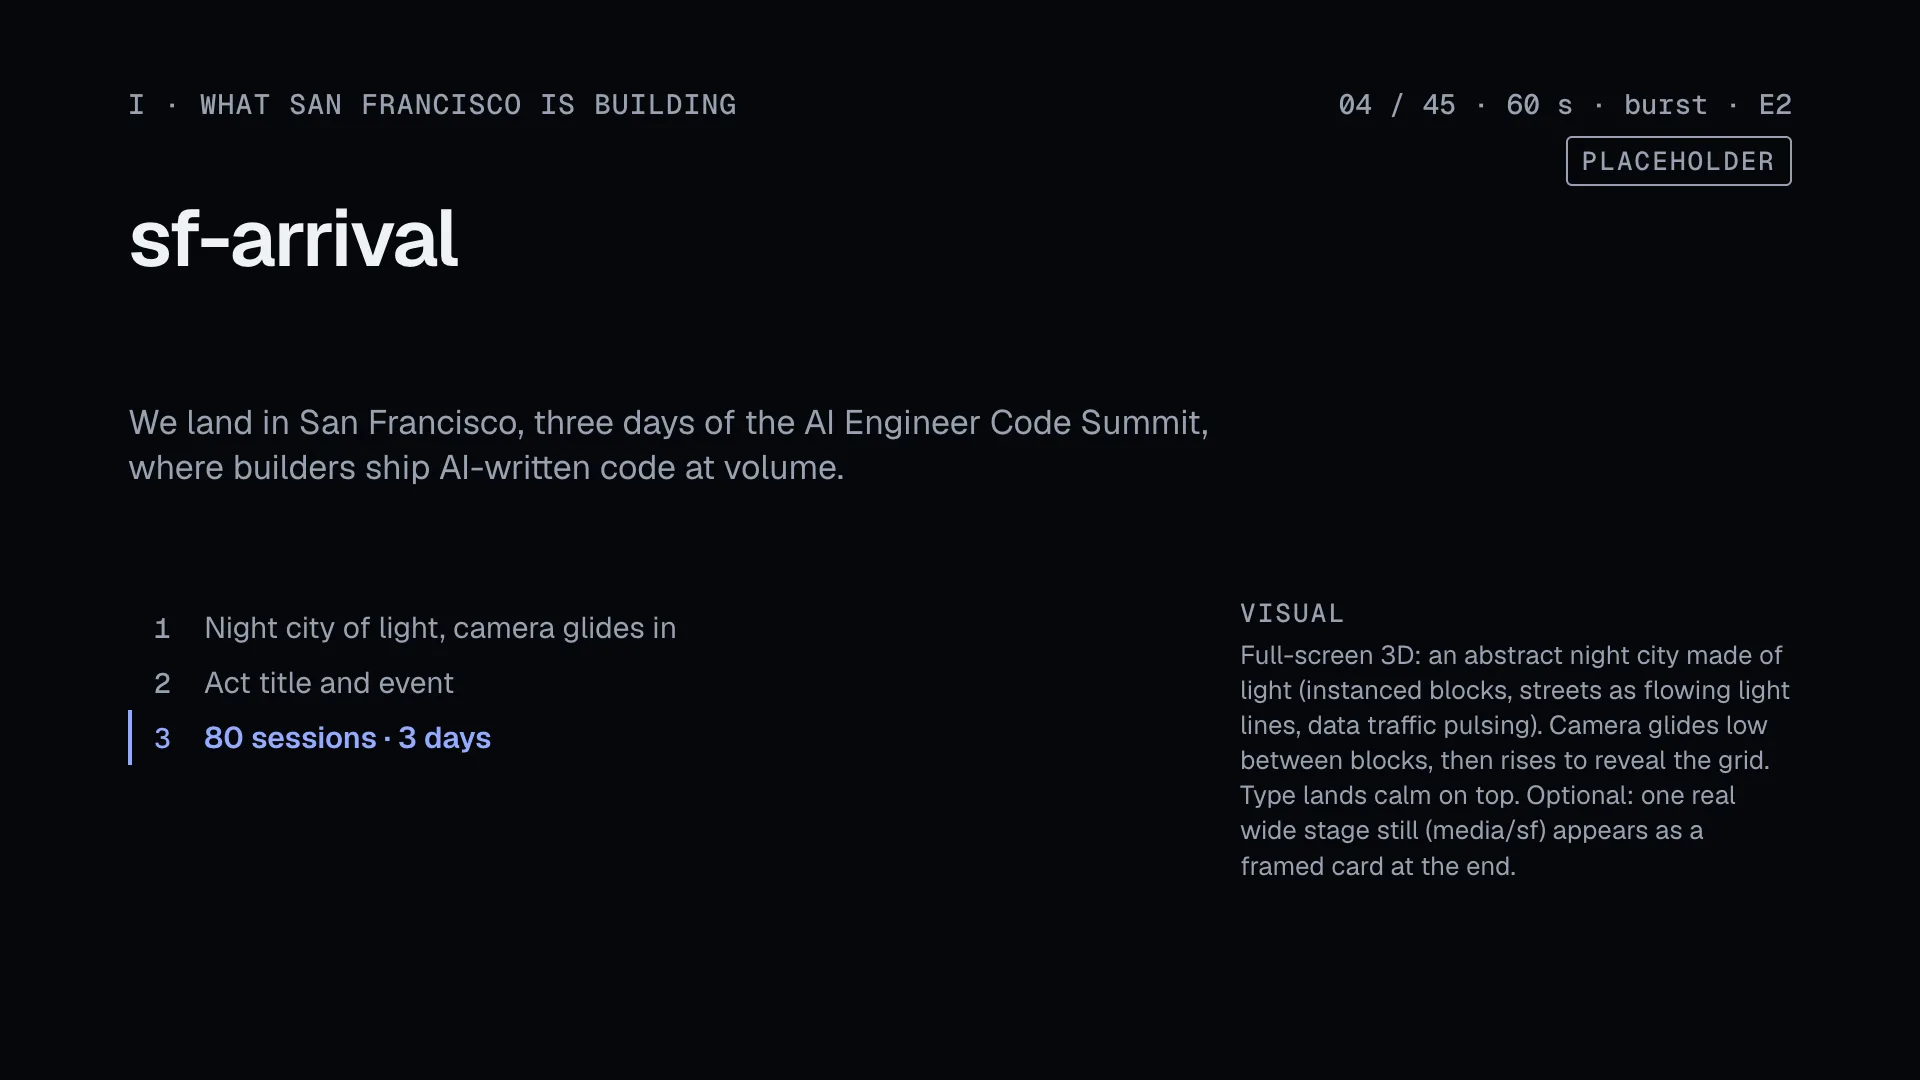 I · WHAT SAN FRANCISCO IS BUILDING
04 / 45 · 60 s · burst · E2
PLACEHOLDER
sf-arrival
We land in San Francisco, three days of the AI Engineer Code Summit,
where builders ship AI-written code at volume.
1 Night city of light, camera glides in
2 Act title and event
3 80 sessions · 3 days
VISUAL
Full-screen 3D: an abstract night city made of
light (instanced blocks, streets as flowing light
lines, data traffic pulsing). Camera glides low
between blocks, then rises to reveal the grid.
Type lands calm on top. Optional: one real
wide stage still (media/sf) appears as a
framed card at the end.